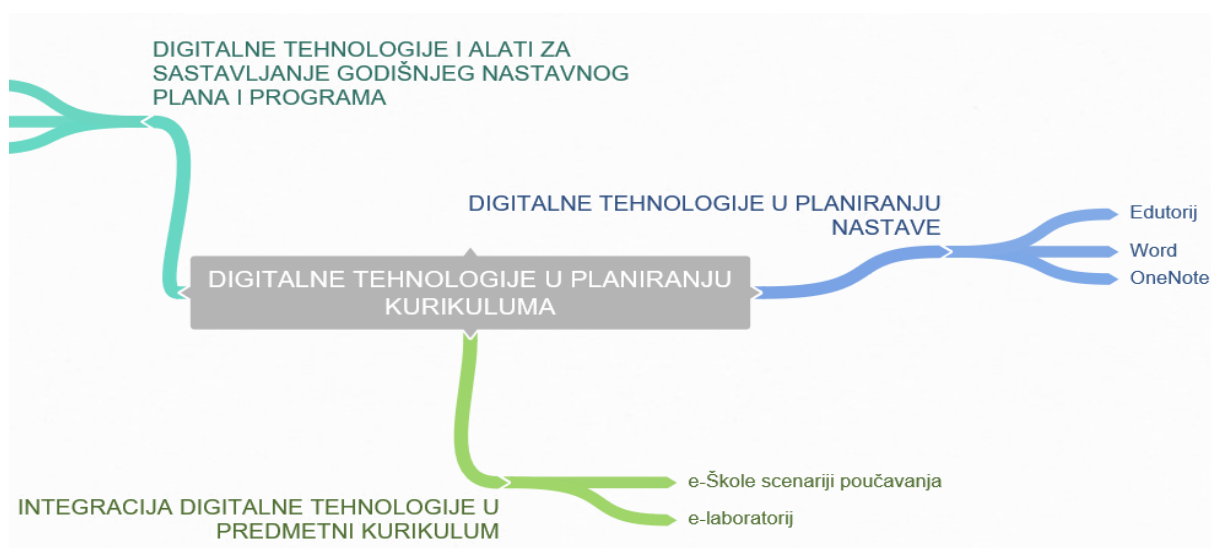 DIGITALNE TEHNOLOGIJE I ALATI ZA
SASTAVLJANJE GODIŠNJEG NASTAVNOG
PLANA I PROGRAMA
DIGITALNE TEHNOLOGIJE U PLANIRANJU
NASTAVE
Edutorij
Word
OneNote
DIGITALNE TEHNOLOGIJE U PLANIRANJU
KURIKULUMA
e-Škole scenariji poučavanja
e-laboratorij
INTEGRACIJA DIGITALNE TEHNOLOGIJE U
PREDMETNI KURIKULUM